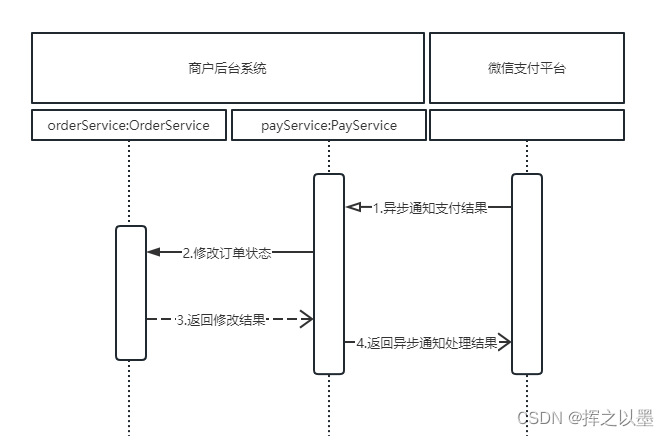 商户后台系统
微信支付平台
orderService:OrderService
payService:PayService
1.异步通知支付结果
2.修改订单状态
3.返回修改结果
4.返回异步通知处理结果
CSDN @挥之以墨